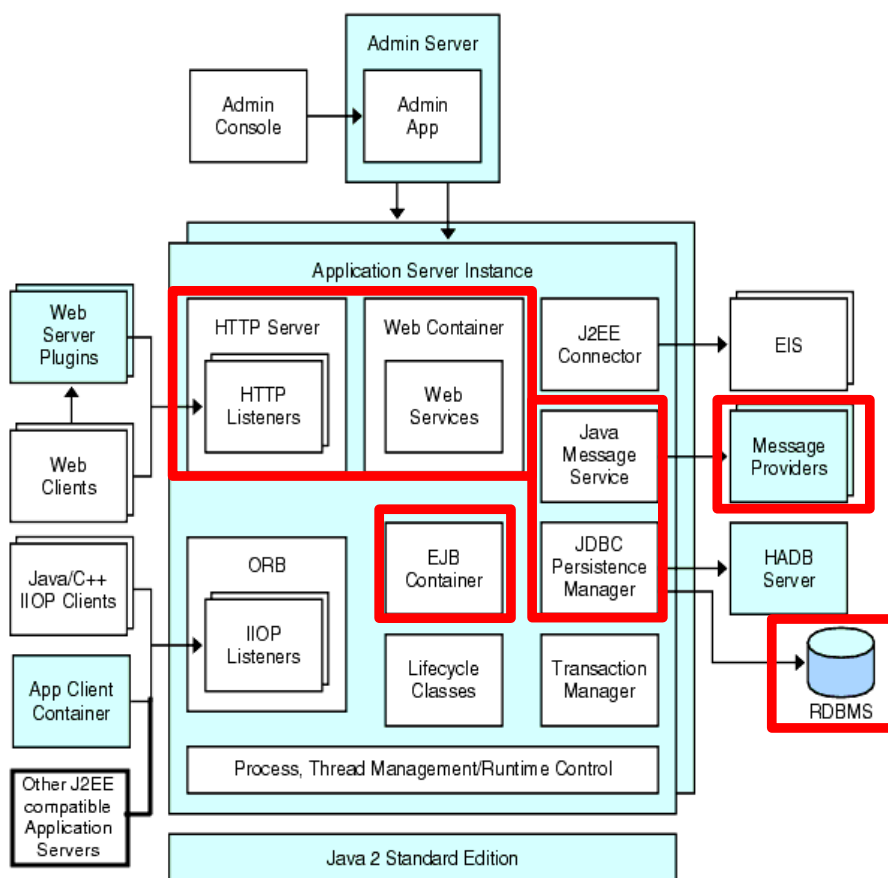 Admin Server
Admin
Console
Admin
App
Application Server Instance
Web
Server
Plugins
HTTP Server
HTTP
Listeners
Web Container
Web
Services
J2EE
Connector
EIS
Web
Clients
Java
Message
Service
Message
Providers
Java/C++
IIOP Clients
ORB
IIOP
Listeners
EJB
Container
JDBC
Persistence
Manager
HADB
Server
App Client
Container
Lifecycle
Classes
Transaction
Manager
RDBMS
Other J2EE
compatible
Application
Servers
Process, Thread Management/Runtime Control
Java 2 Standard Edition